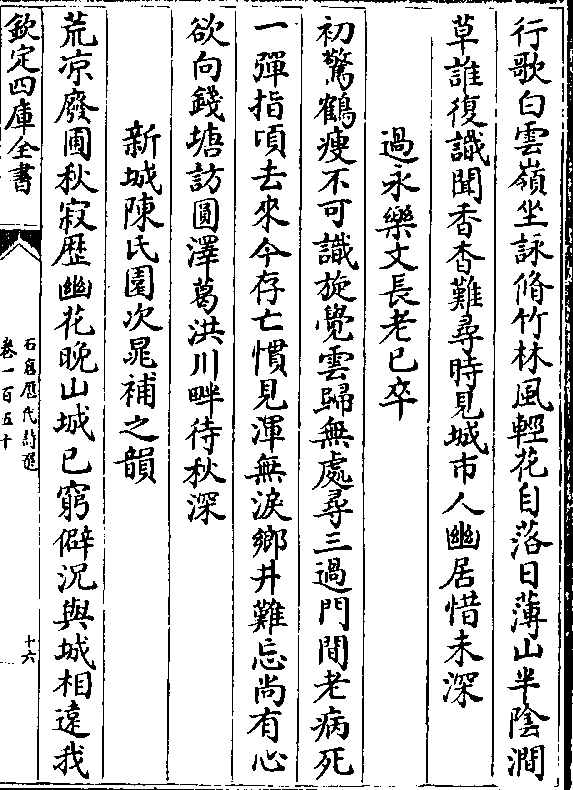 行歌白雲嶺坐詠脩竹林風輕花自落日薄山半陰澗
草誰復識聞香杳難尋時見城市人幽居惜未深
過永樂文長老已卒
初驚鶴瘦不可識旋覺雲歸無處尋三過門間老病死
一彈指頃去來今存亡慣見渾無淚鄉井難忘尚有心
欲向錢塘訪圓澤葛洪川畔待秋深
新城陳氏園次晁補之韻
荒凉廢圃秋寂歴幽花晚山城已窮僻況與城相遠我
欽定四庫全書
石倉歴代詩選
卷一百五十
十六